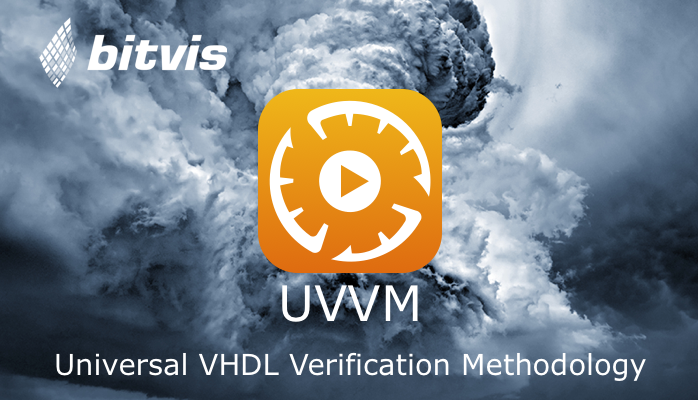 bitvis
UVVM
Universal VHDL Verification Methodology